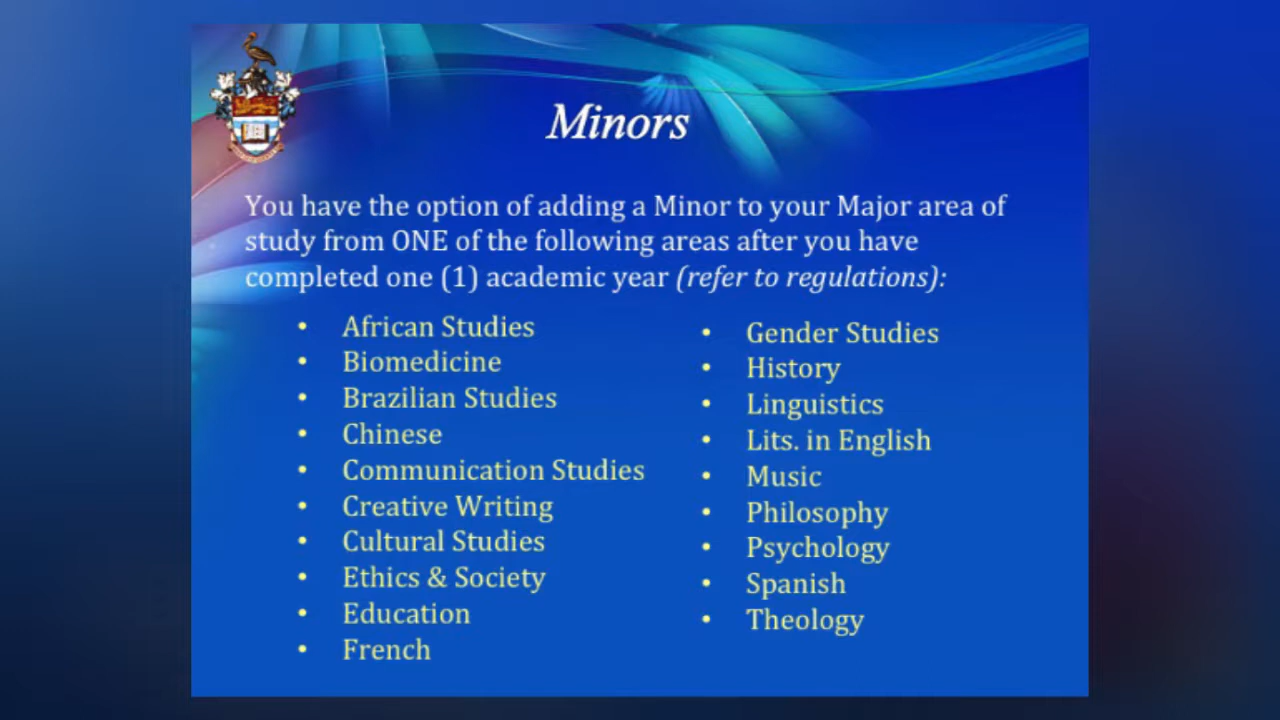 Minors
You have the option of adding a Minor to your Major area of
study from ONE of the following areas after you have
completed one (1) academic year (refer to regulations):
• African Studies
• Biomedicine
• Brazilian Studies
• Chinese
• Communication Studies
• Creative Writing
• Cultural Studies
• Ethics & Society
• Education
• French
• Gender Studies
• History
• Linguistics
• Lits. in English
• Music
• Philosophy
• Psychology
• Spanish
• Theology